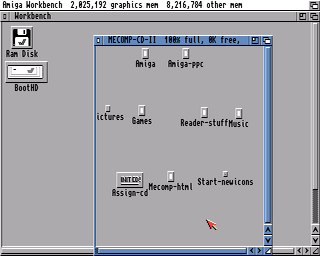 Amiga Workbench 2,025,192 graphics mem 8,216,784 other mem
Workbench
MECOMP-CD-II 100% full, 0K free,
Ram Disk
BootHD
Amiga Amiga-ppc
ictures Games Reader-stuff Music
Assign-cd Mecomp-html Start-newicons